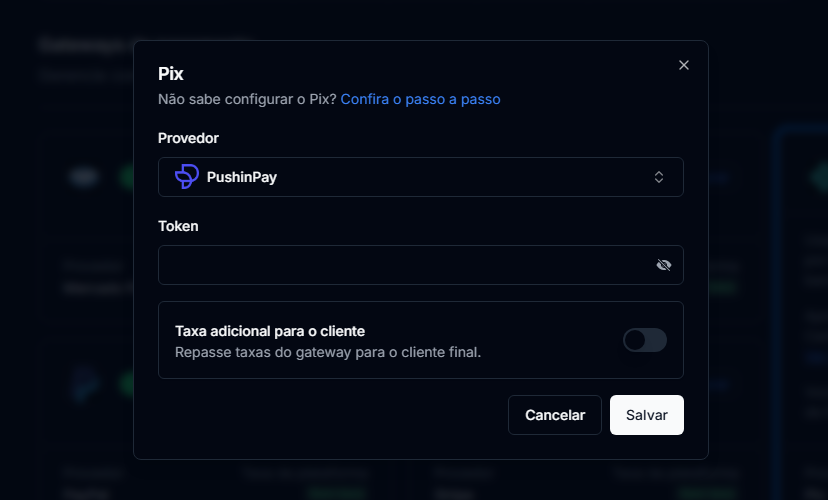 Pix
Não sabe configurar o Pix? Confira o passo a passo
Provedor
PushinPay
Token
Taxa adicional para o cliente
Repasse taxas do gateway para o cliente final.
Cancelar
Salvar